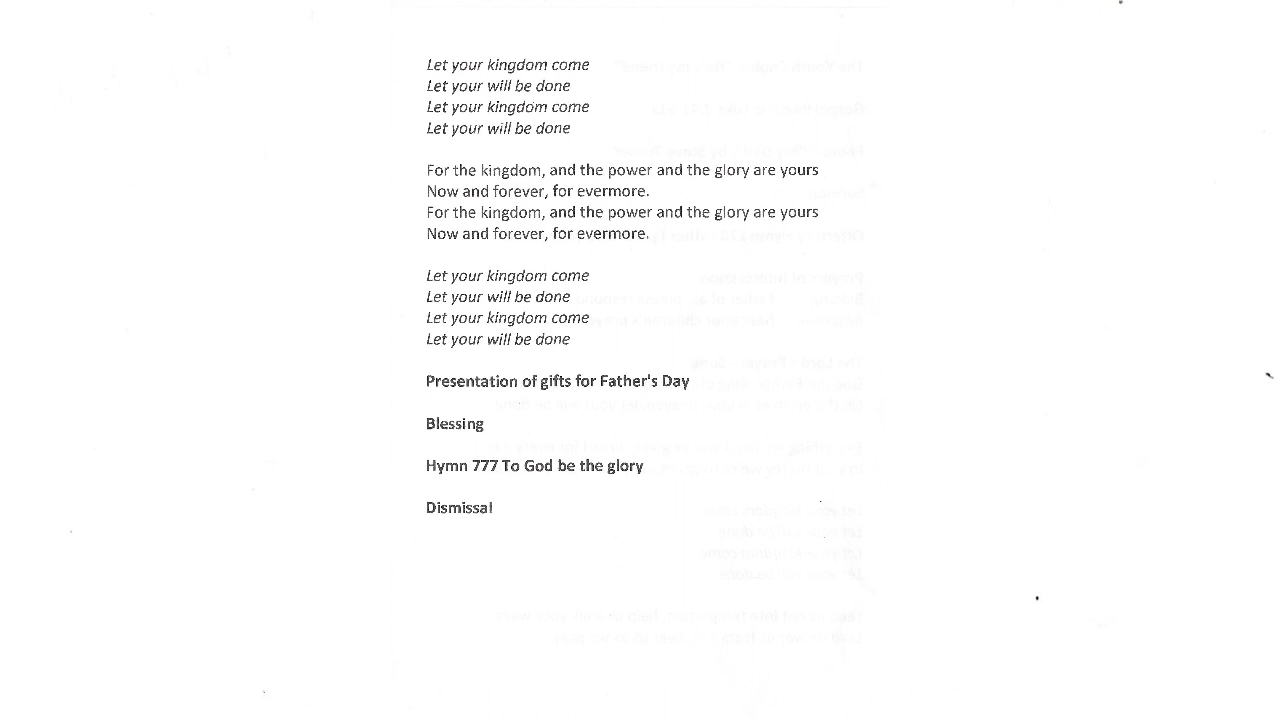 Let your kingdom come
Let your will be done
Let your kingdom come
Let your will be done
For the kingdom, and the power and the glory are yours
Now and forever, for evermore.
For the kingdom, and the power and the glory are yours
Now and forever, for evermore.
Let your kingdom come
Let your will be done
Let your kingdom come
Let your will be done
Presentation of gifts for Father's Day
Blessing
Hymn 777 To God be the glory
Dismissal